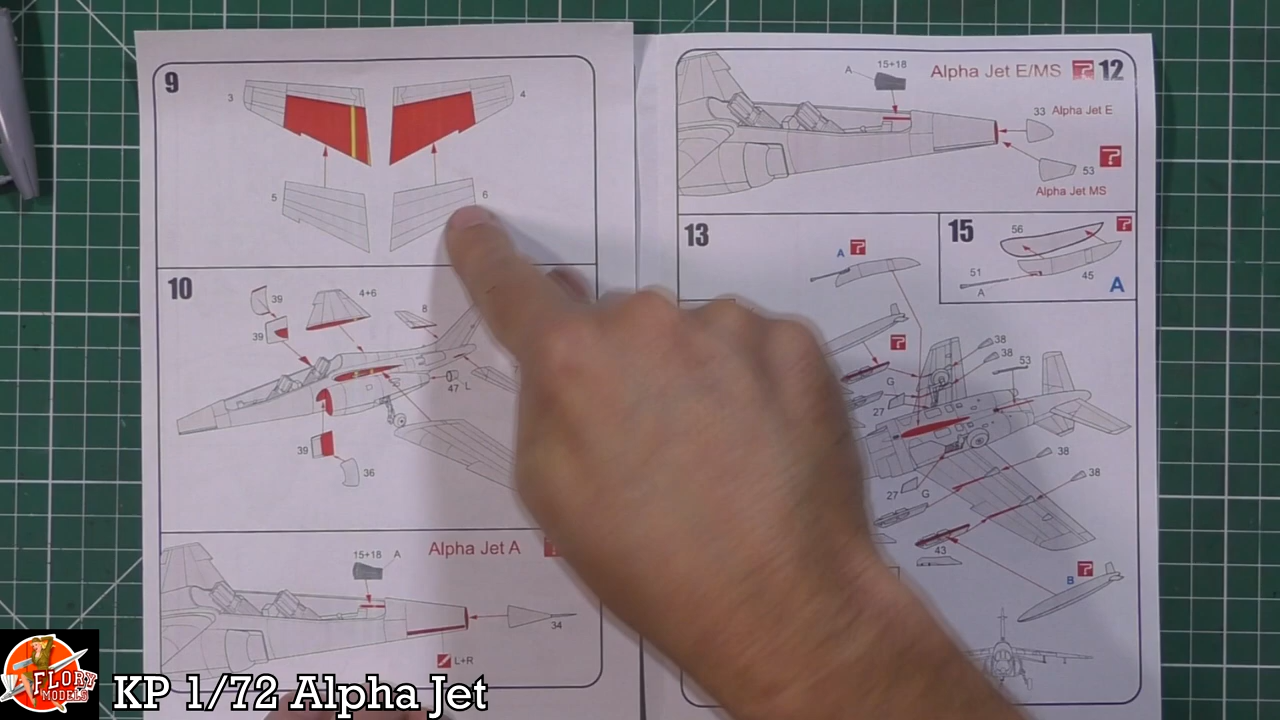 9
3
4
5
6
10
39
39
4+6
8
47 L
39
36
Alpha Jet A
15+18
A
34
L+R
Alpha Jet E/MS ? 12
15+18
A
33 Alpha Jet E
?
53
Alpha Jet MS
13
A ?
15
56
?
51
A
45
A
?
38
38
53
G
27
38
38
27
G
43
?
B
FLORY
MODELS
KP 1/72 Alpha Jet